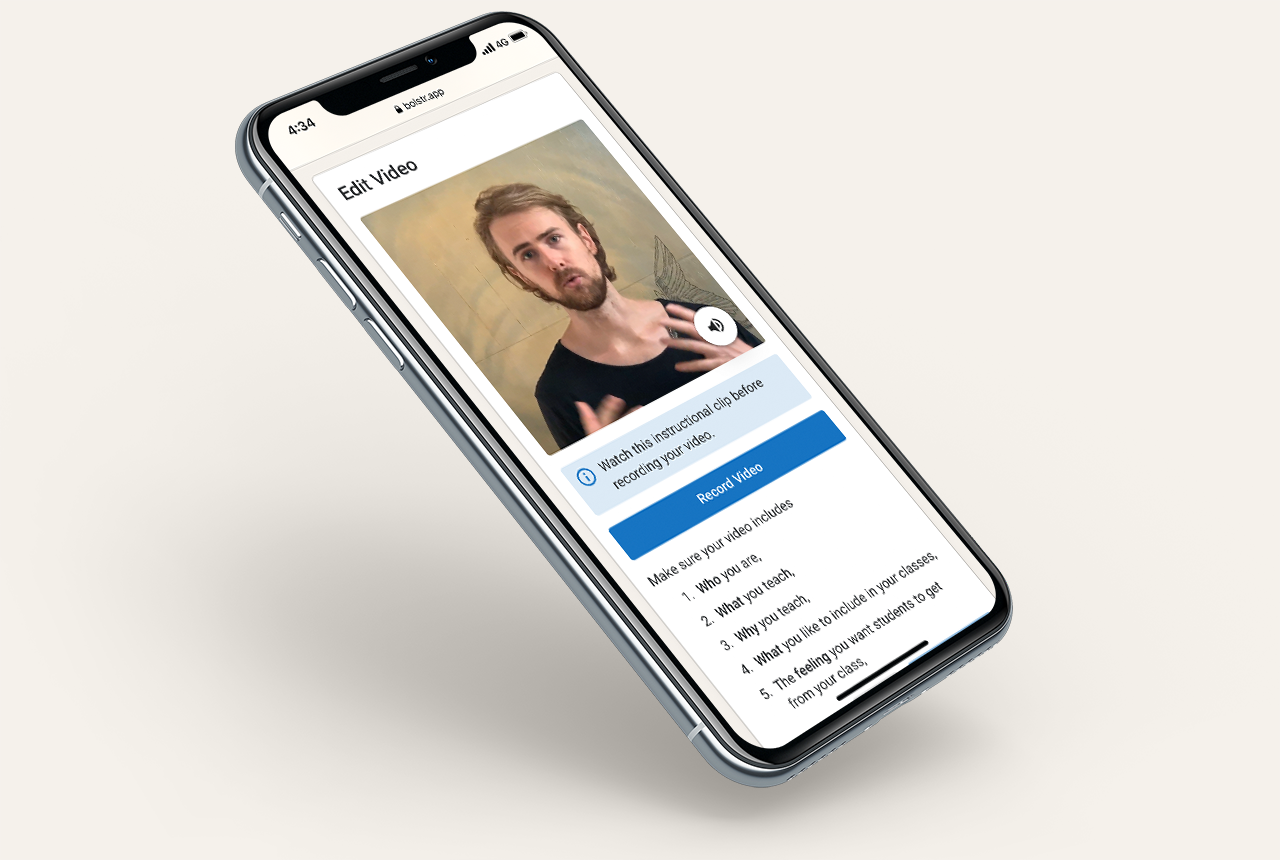 4:34
4G
bolstr.app
Edit Video
Watch this instructional clip before
recording your video.
Record Video
Make sure your video includes
1. Who you are,
2. What you teach,
3. Why you teach,
4. What you like to include in your classes,
5. The feeling you want students to get
from your class,